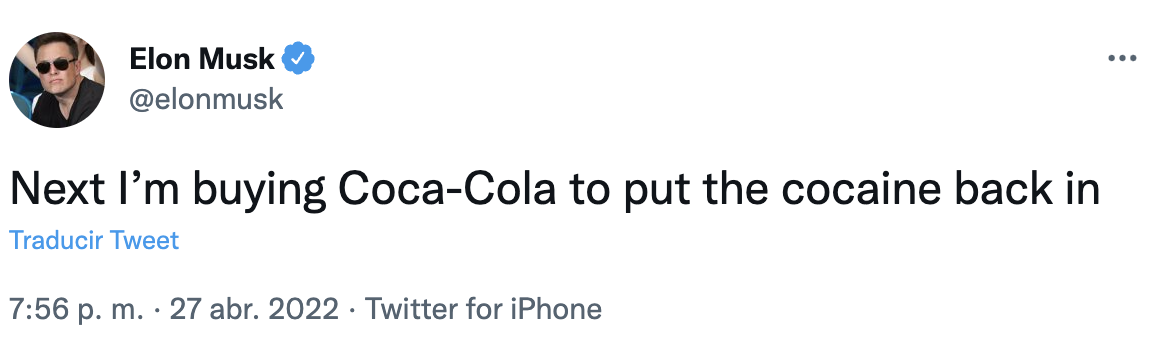 Elon Musk
@elonmusk
Next I’m buying Coca-Cola to put the cocaine back in
Traducir Tweet
7:56 p. m. · 27 abr. 2022 · Twitter for iPhone